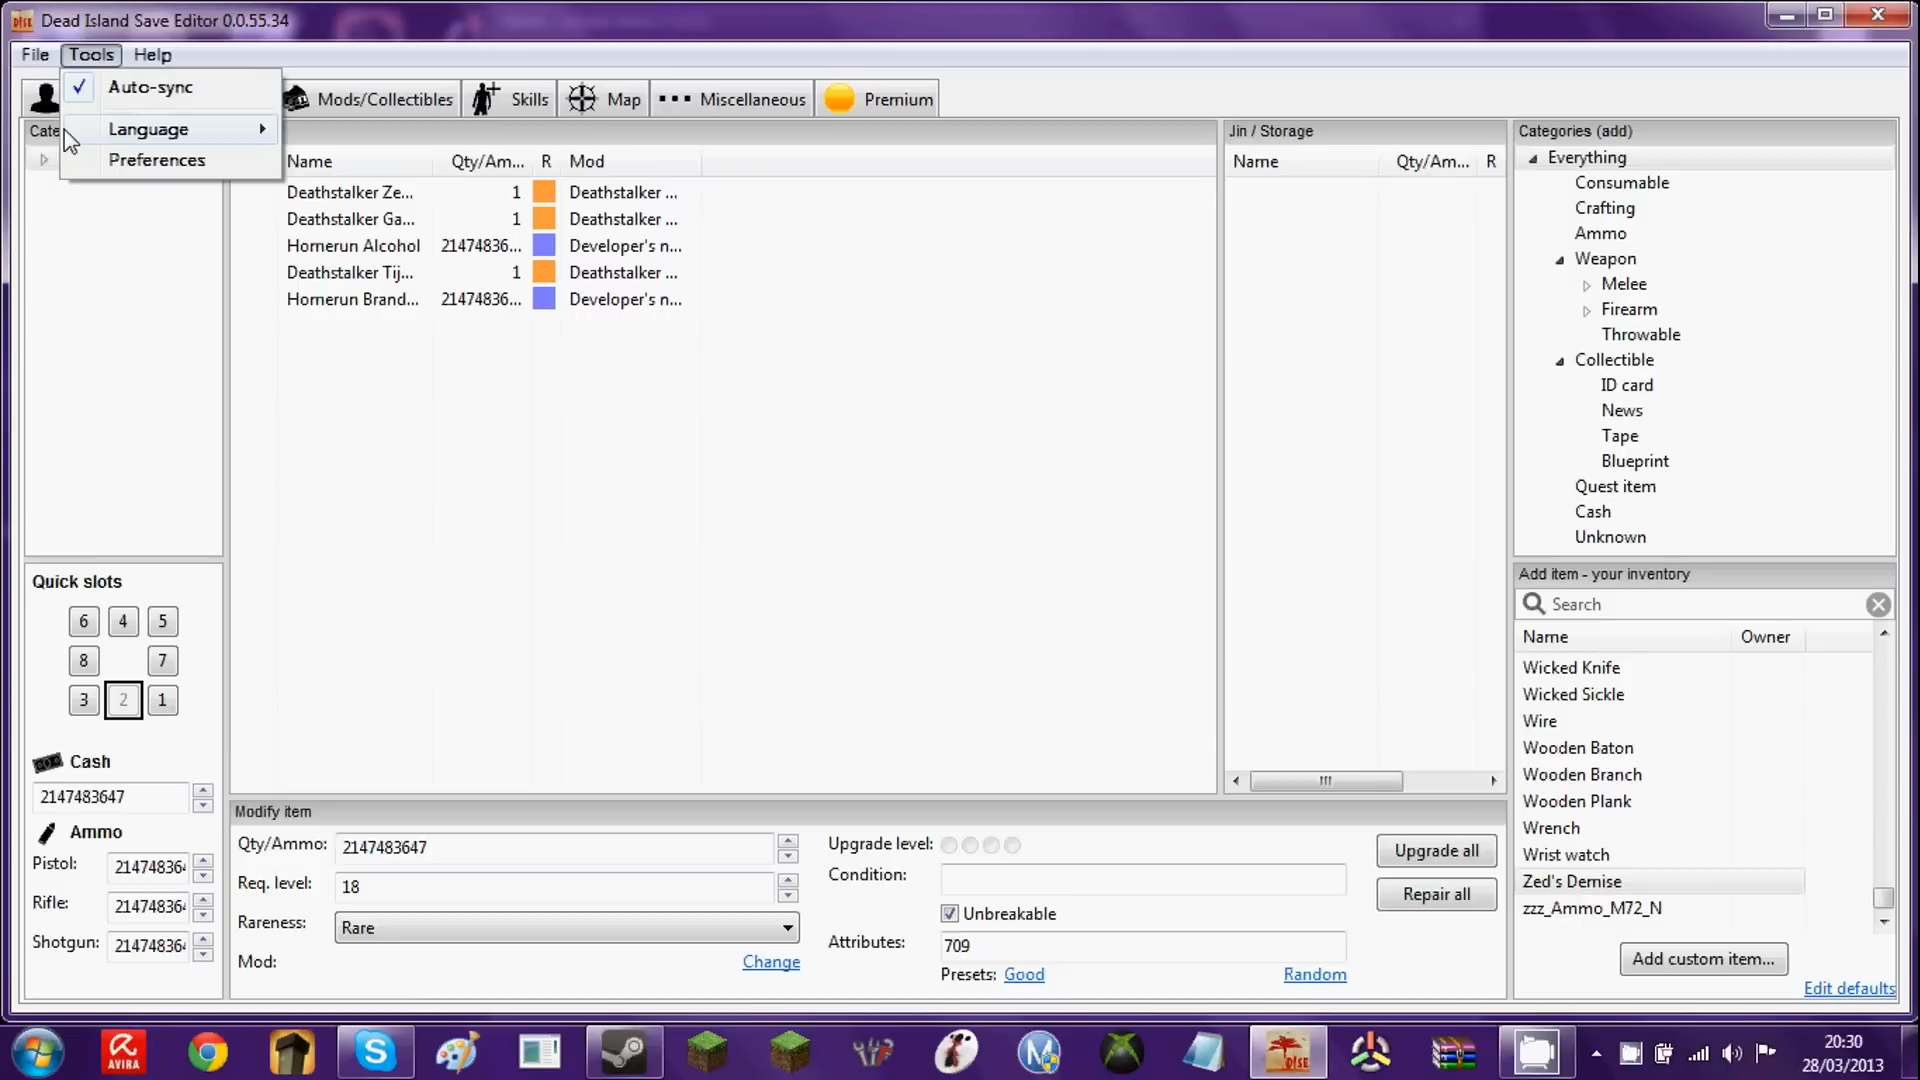 Dead Island Save Editor 0.0.55.34
File Tools Help
Auto-sync
Language
Preferences
Mods/Collectibles
Skills
Map
Miscellaneous
Premium
Cate
Name Qty/Am... R Mod
Deathstalker Ze... 1 Deathstalker ...
Deathstalker Ga... 1 Deathstalker ...
Homerun Alcohol 21474836... Developer's n...
Deathstalker Tij... 1 Deathstalker ...
Homerun Brand... 21474836... Developer's n...
Jin / Storage
Name Qty/Am... R
Categories (add)
Everything
Consumable
Crafting
Ammo
Weapon
Melee
Firearm
Throwable
Collectible
ID card
News
Tape
Blueprint
Quest item
Cash
Unknown
Quick slots
6 4 5
8 7
3 2 1
Cash
2147483647
Ammo
Pistol: 214748364
Rifle: 214748364
Shotgun: 214748364
Modify item
Qty/Ammo: 2147483647
Req. level: 18
Rareness: Rare
Mod: Change
Upgrade level:
Condition:
Unbreakable
Attributes: 709
Presets: Good Random
Upgrade all
Repair all
Add item - your inventory
Search
Name Owner
Wicked Knife
Wicked Sickle
Wire
Wooden Baton
Wooden Branch
Wooden Plank
Wrench
Wrist watch
Zed's Demise
zzz_Ammo_M72_N
Add custom item...
Edit defaults
AVIRA
DISE
20:30
28/03/2013